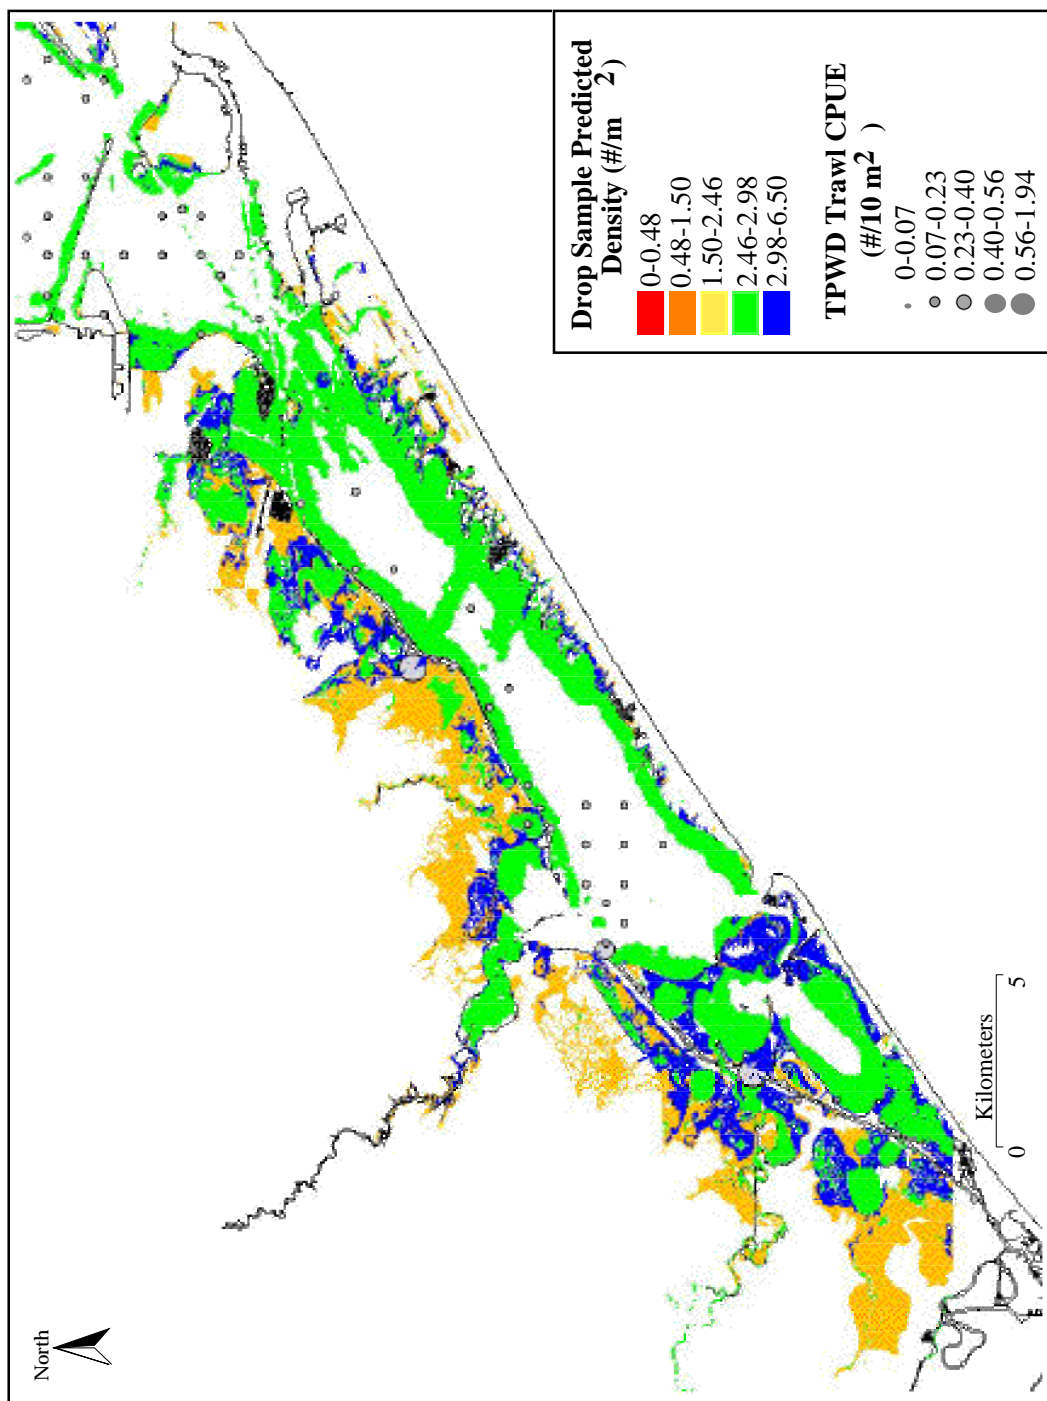 North
Drop Sample Predicted
Density (#/m 2 )
0-0.48
0.48-1.50
1.50-2.46
2.46-2.98
2.98-6.50
TPWD Trawl CPUE
(#/10 m2 )
0-0.07
0.07-0.23
0.23-0.40
0.40-0.56
0.56-1.94
Kilometers
0 5